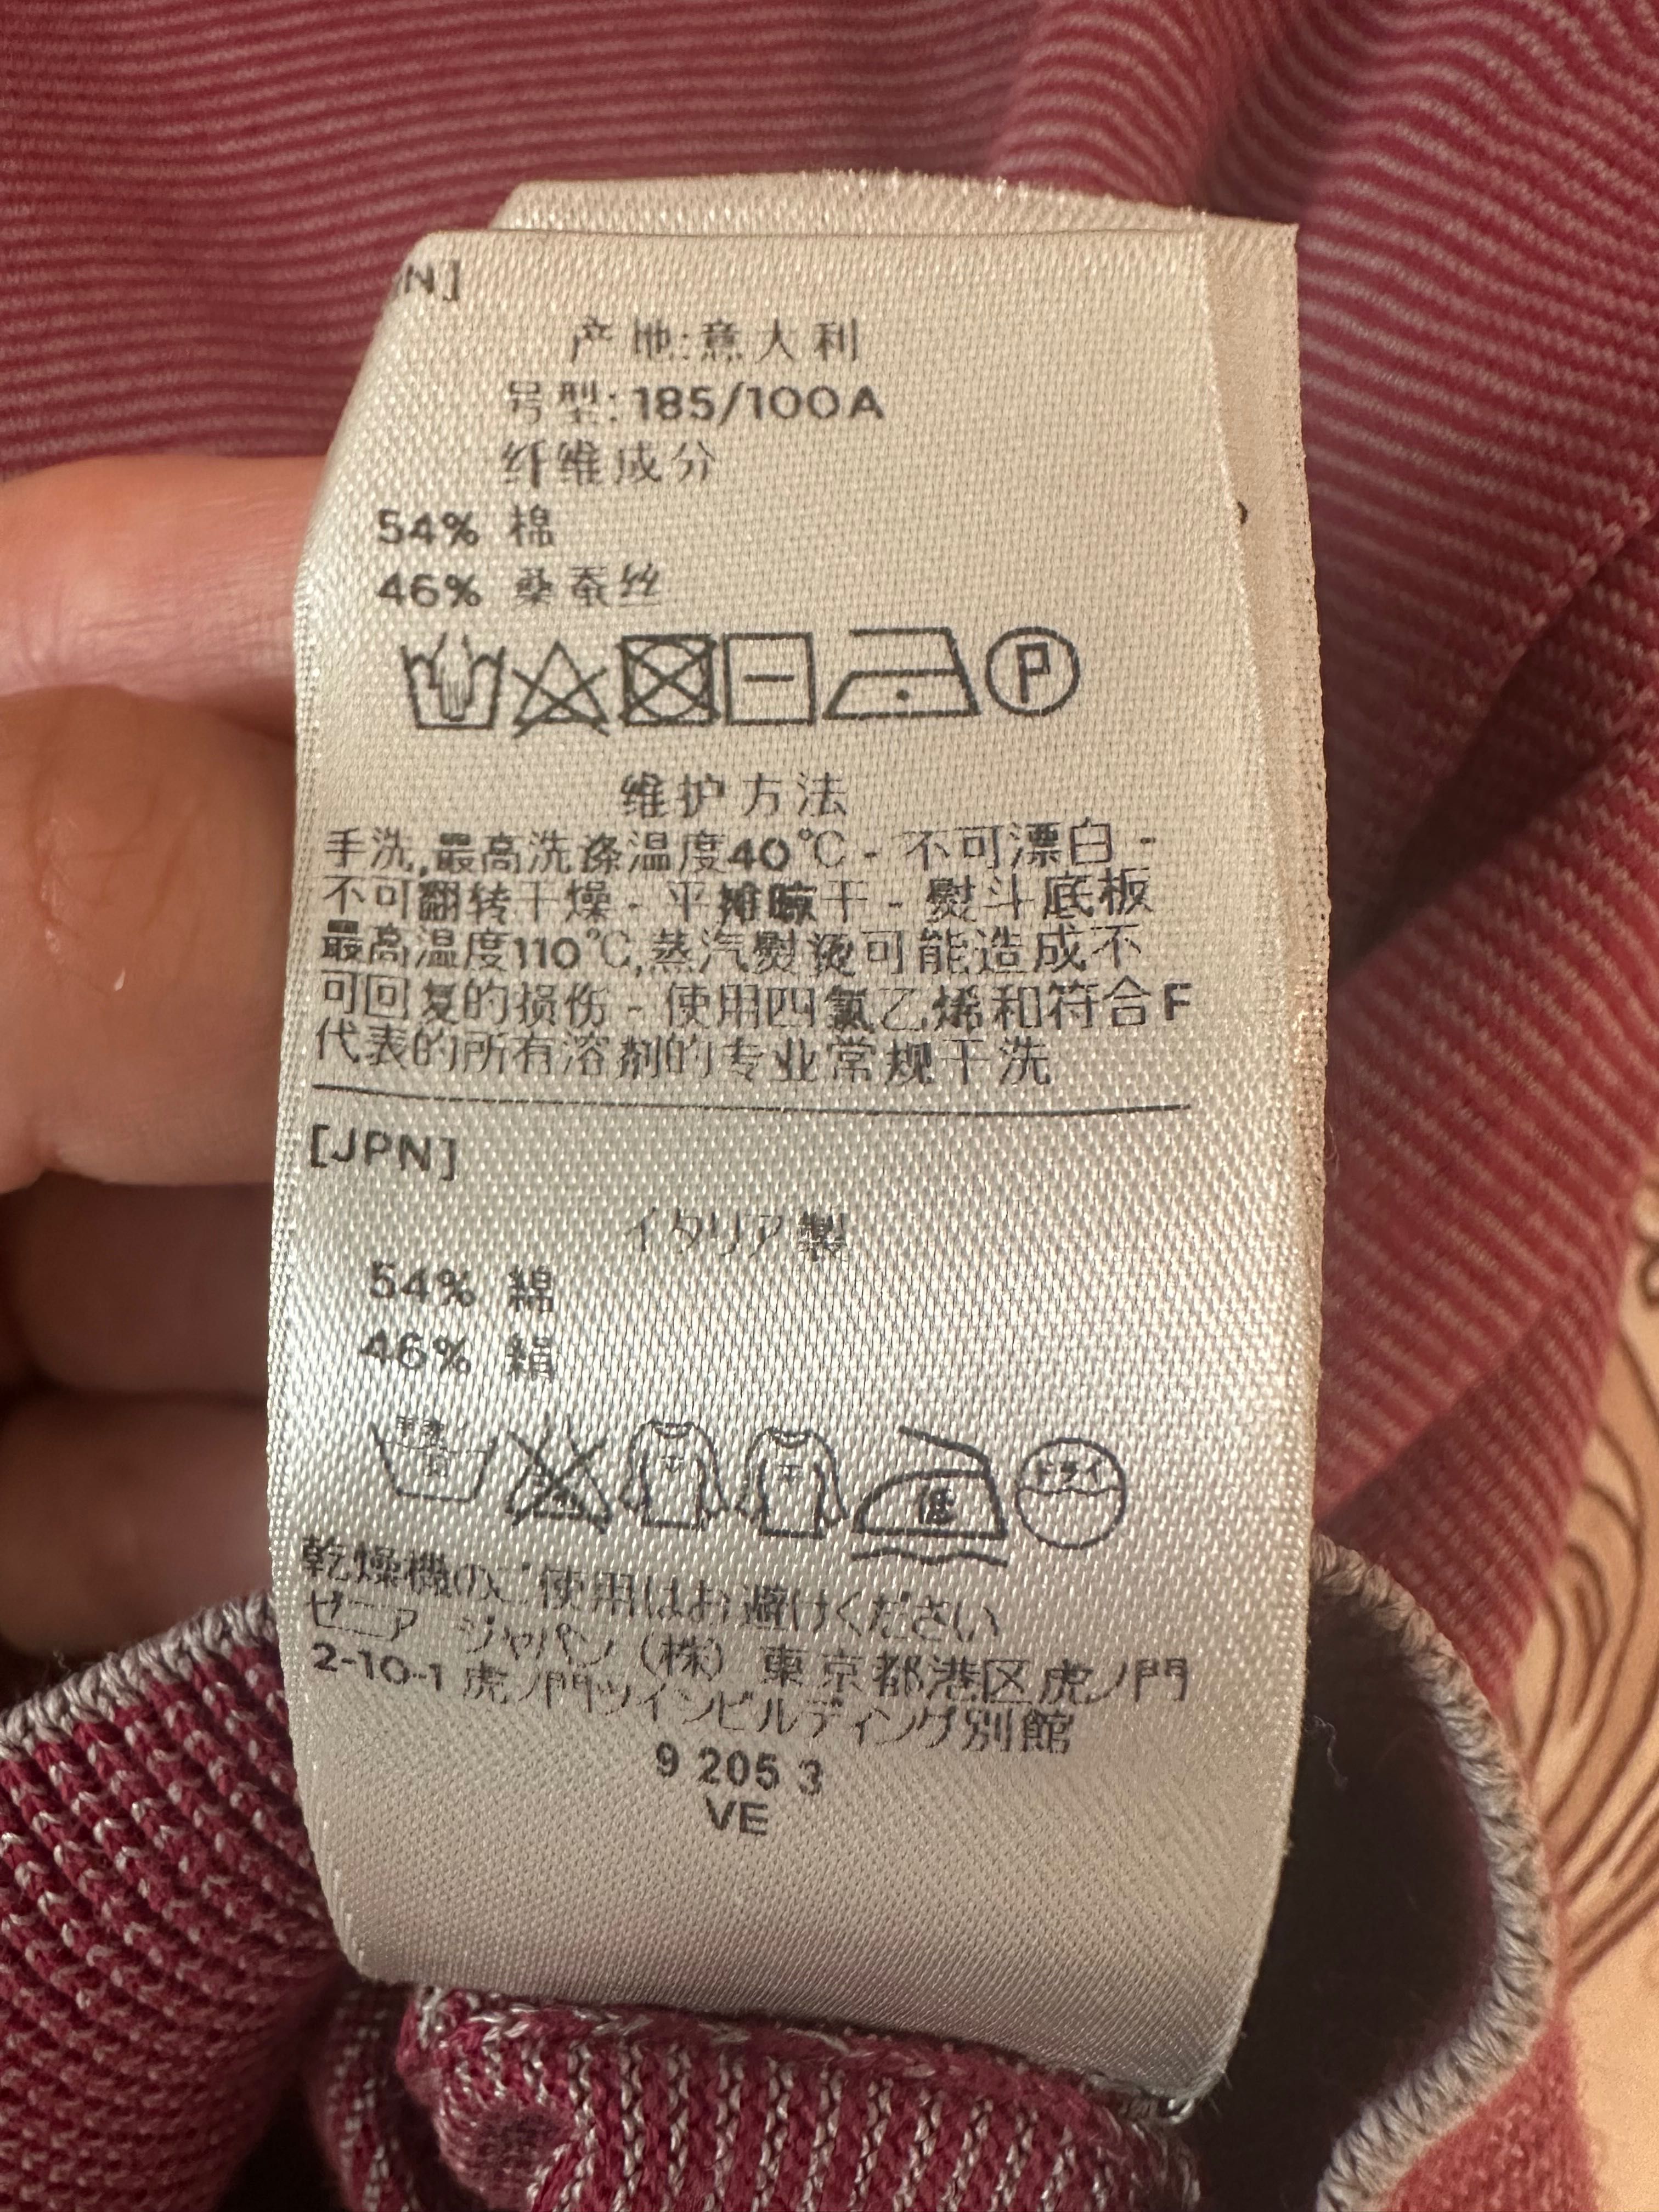 N]
产地:意大利
号型:185/100A
纤维成分
54% 棉
46% 桑蚕丝
P
维护方法
手洗,最高洗涤温度40℃ - 不可漂白 -
不可翻转干燥 - 平摊晾干 - 熨斗底板
最高温度110℃,蒸汽熨烫可能造成不
可回复的损伤 - 使用四氯乙烯和符合F
代表的所有溶剂的专业常规干洗
[JPN]
イタリア製
54% 綿
46% 絹
平 平 低 ドライ
乾燥機のご使用はお避けください
ゼニア ジャパン (株) 東京都港区虎ノ門
2-10-1 虎ノ門ツインビルディング別館
9 205 3
VE